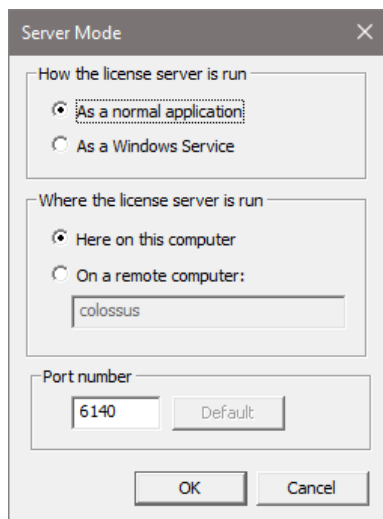 Server Mode
How the license server is run
As a normal application
As a Windows Service
Where the license server is run
Here on this computer
On a remote computer:
colossus
Port number
6140 Default
OK Cancel